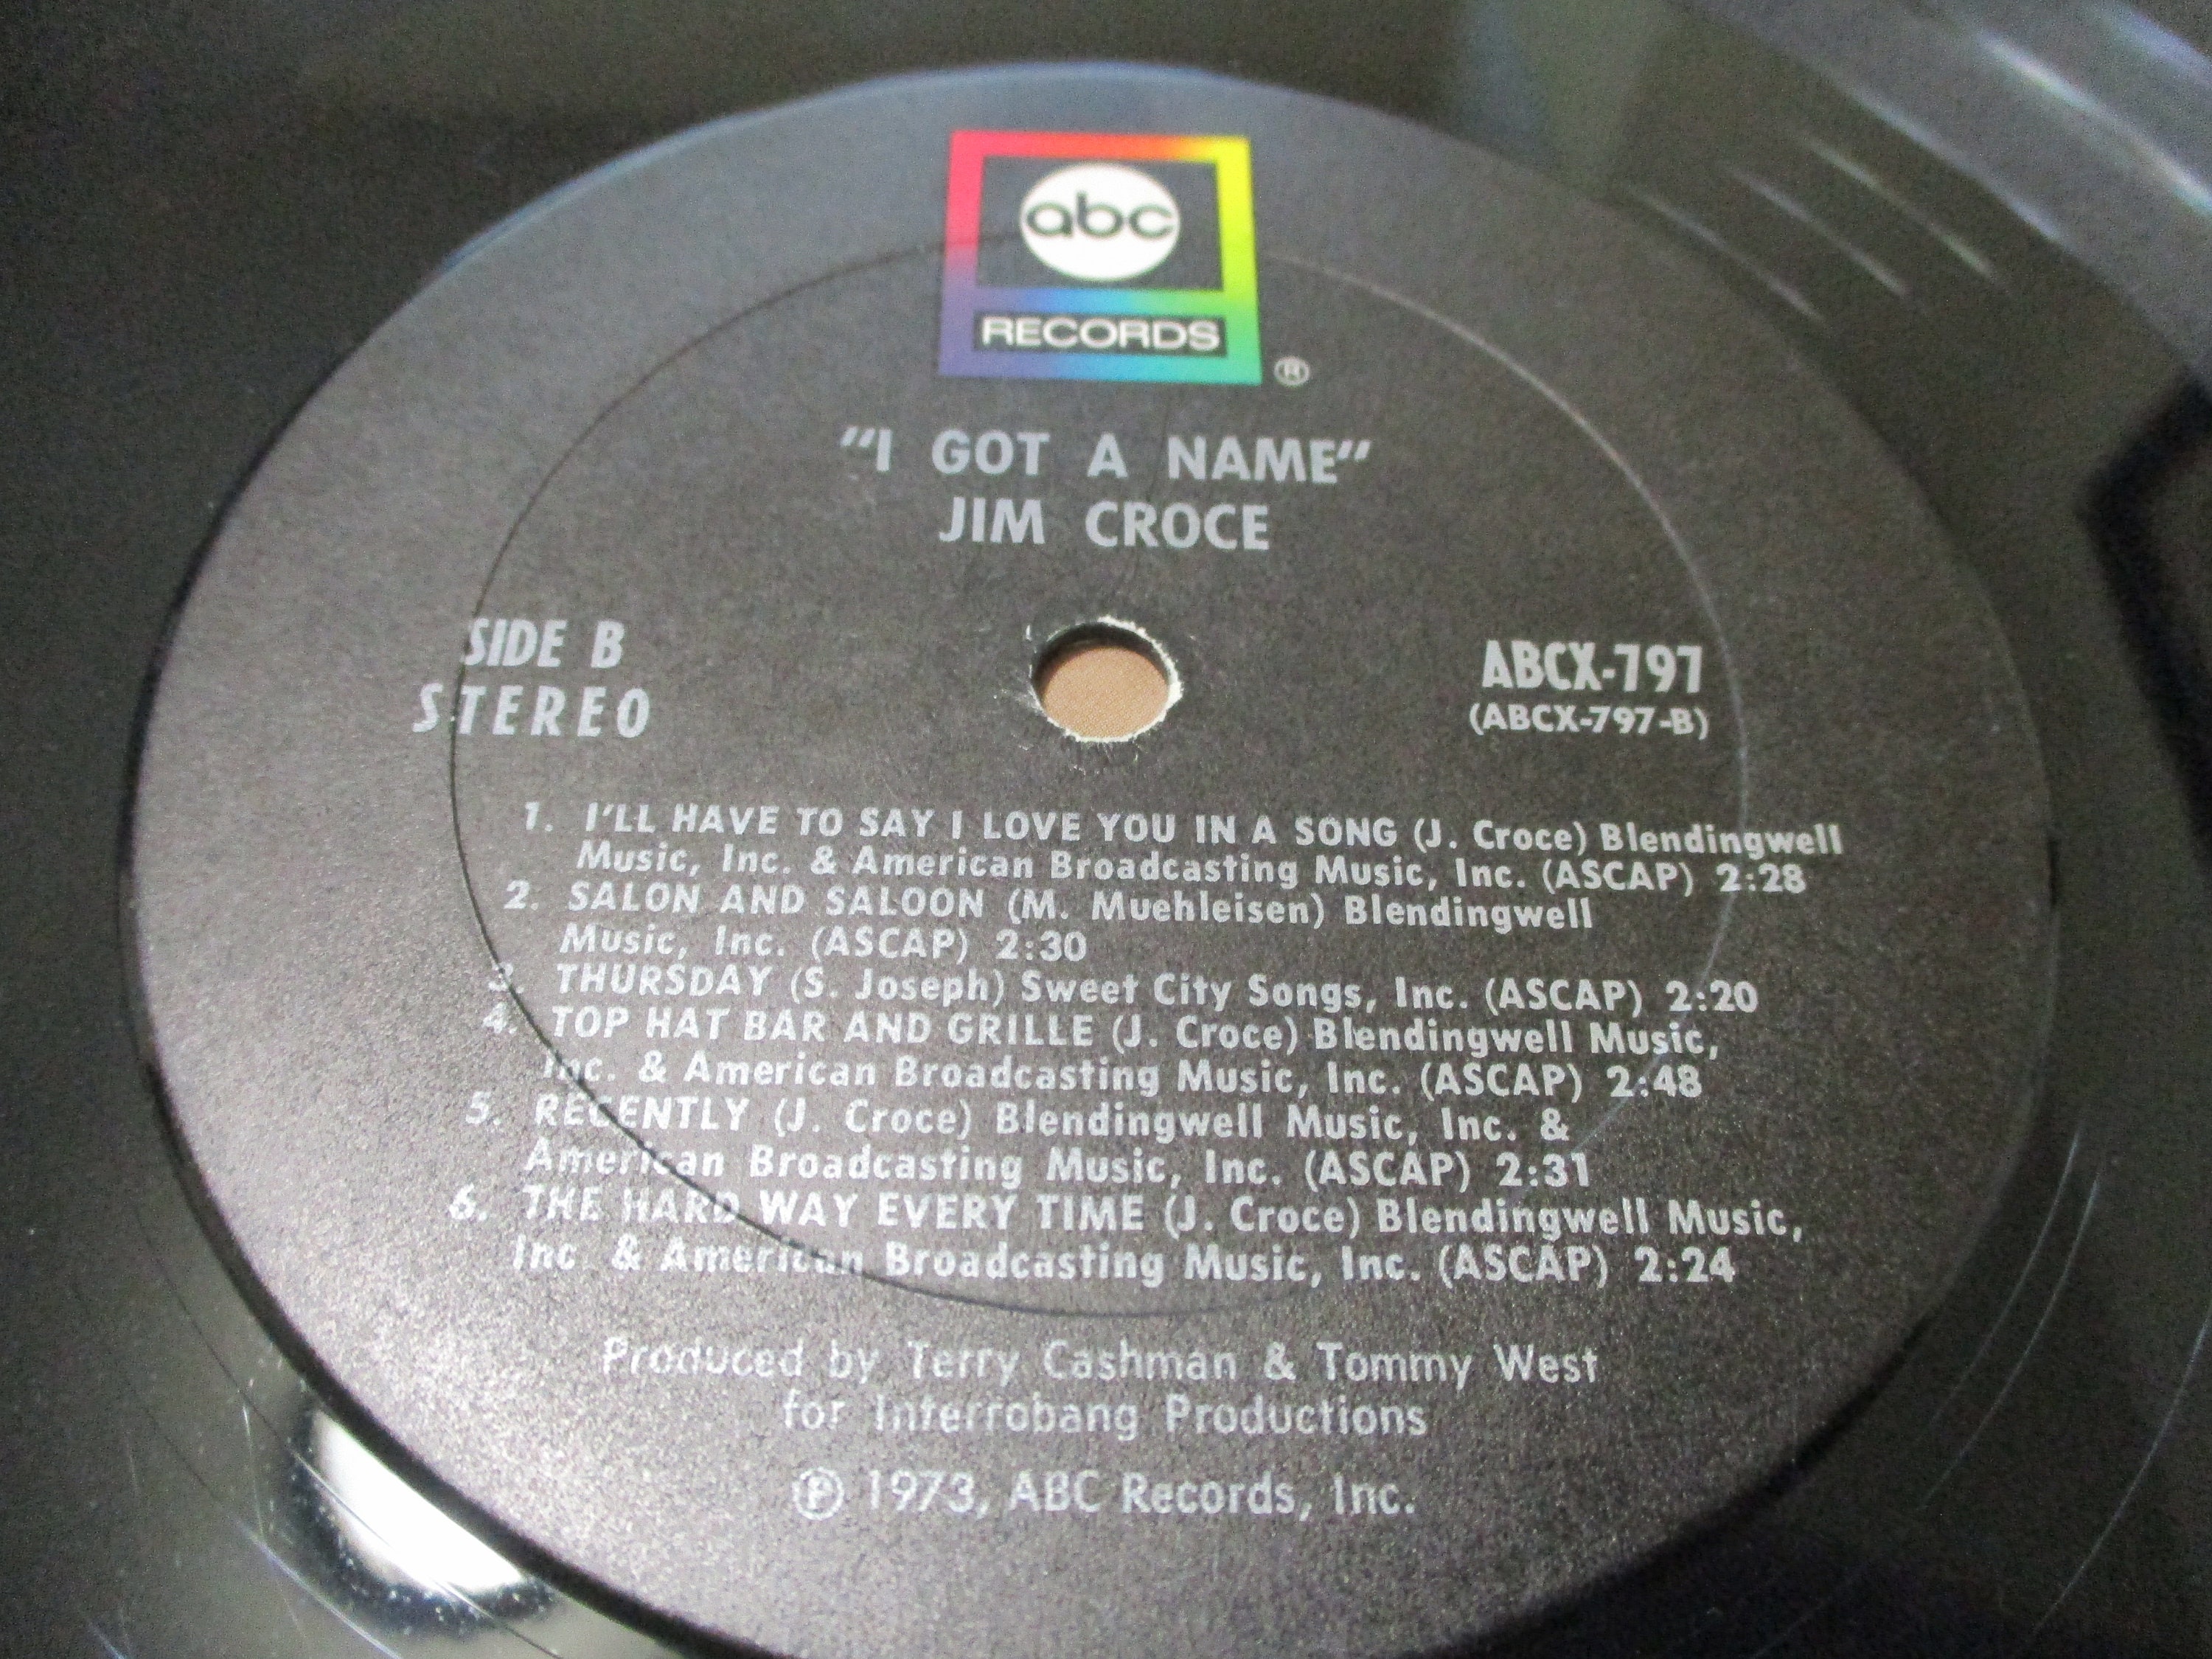 abc
RECORDS
®
"I GOT A NAME"
JIM CROCE
SIDE B
STEREO
ABCX-797
(ABCX-797-B)
1. I'LL HAVE TO SAY I LOVE YOU IN A SONG (J. Croce) Blendingwell
Music, Inc. & American Broadcasting Music, Inc. (ASCAP) 2:28
2. SALON AND SALOON (M. Muehleisen) Blendingwell
Music, Inc. (ASCAP) 2:30
3. THURSDAY (S. Joseph) Sweet City Songs, Inc. (ASCAP) 2:20
4. TOP HAT BAR AND GRILLE (J. Croce) Blendingwell Music,
Inc. & American Broadcasting Music, Inc. (ASCAP) 2:48
5. RECENTLY (J. Croce) Blendingwell Music, Inc. &
American Broadcasting Music, Inc. (ASCAP) 2:31
6. THE HARD WAY EVERY TIME (J. Croce) Blendingwell Music,
Inc & American Broadcasting Music, Inc. (ASCAP) 2:24
Produced by Terry Cashman & Tommy West
for Interrobang Productions
℗ 1973, ABC Records, Inc.